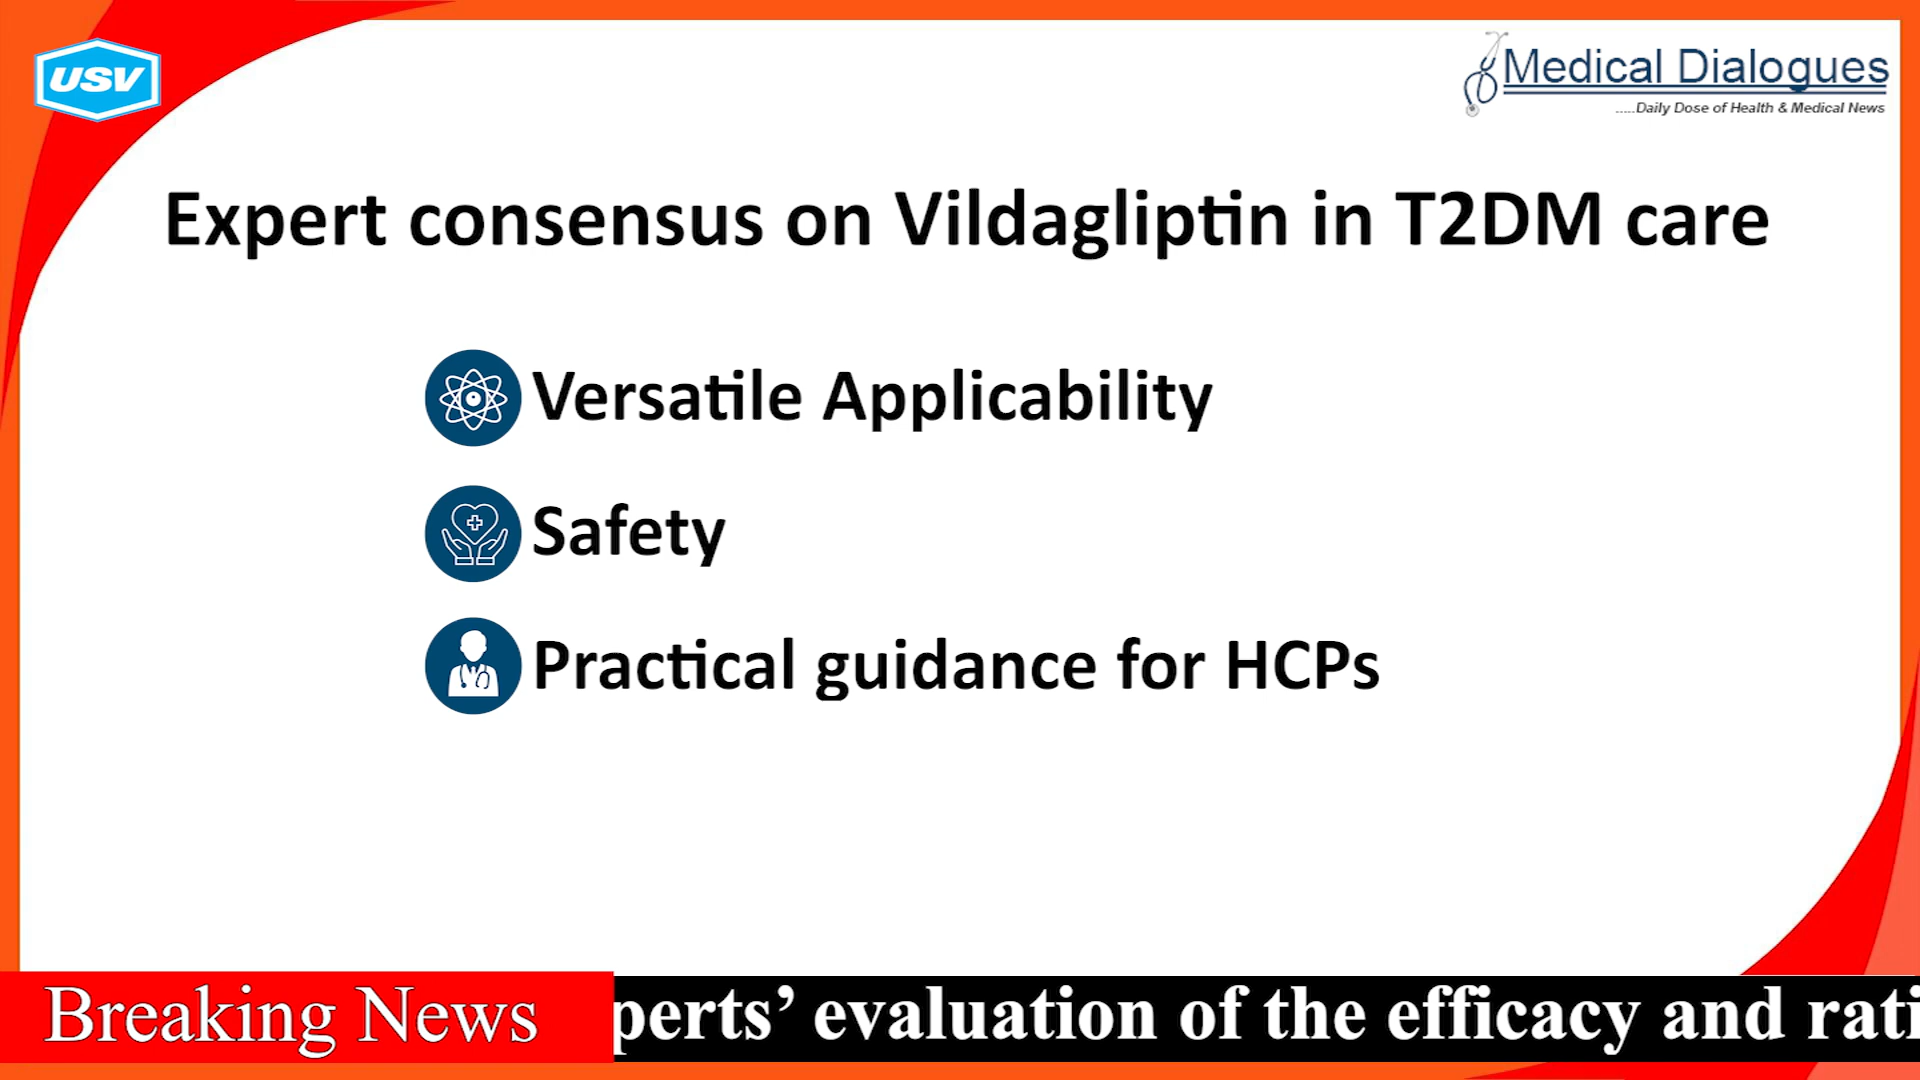 USV
Medical Dialogues
.....Daily Dose of Health & Medical News
Expert consensus on Vildagliptin in T2DM care
Versatile Applicability
Safety
Practical guidance for HCPs
Breaking News
perts’ evaluation of the efficacy and rati